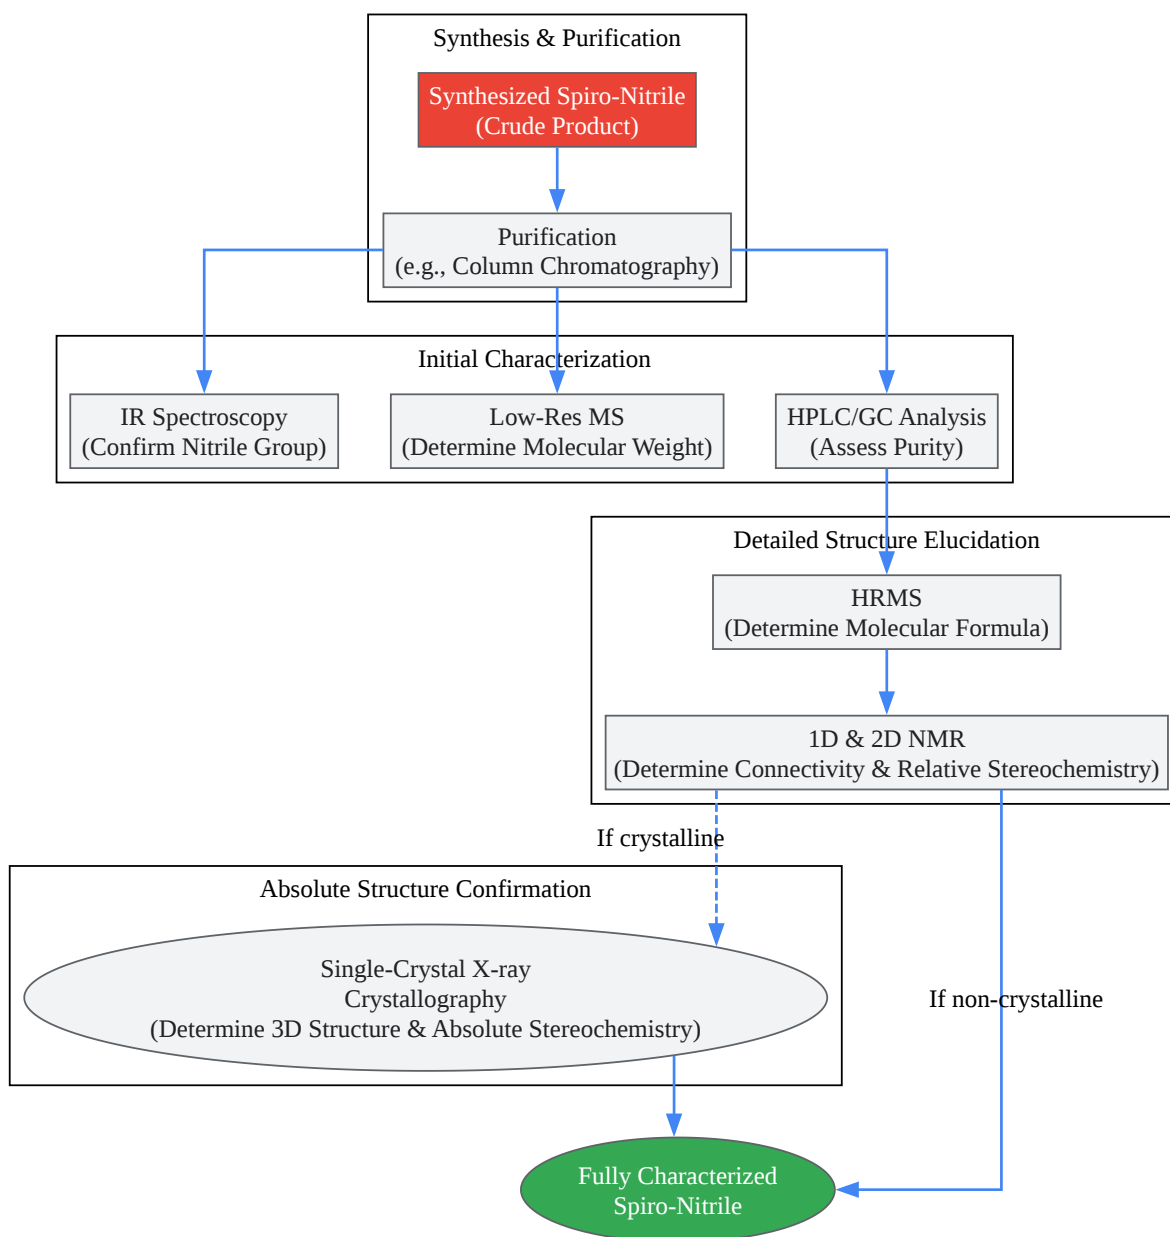 Synthesis & Purification
Synthesized Spiro-Nitrile
(Crude Product)
Purification
(e.g., Column Chromatography)
Initial Characterization
IR Spectroscopy
(Confirm Nitrile Group)
Low-Res MS
(Determine Molecular Weight)
HPLC/GC Analysis
(Assess Purity)
Detailed Structure Elucidation
HRMS
(Determine Molecular Formula)
1D & 2D NMR
(Determine Connectivity & Relative Stereochemistry)
If crystalline
Absolute Structure Confirmation
Single-Crystal X-ray
Crystallography
(Determine 3D Structure & Absolute Stereochemistry)
If non-crystalline
Fully Characterized
Spiro-Nitrile